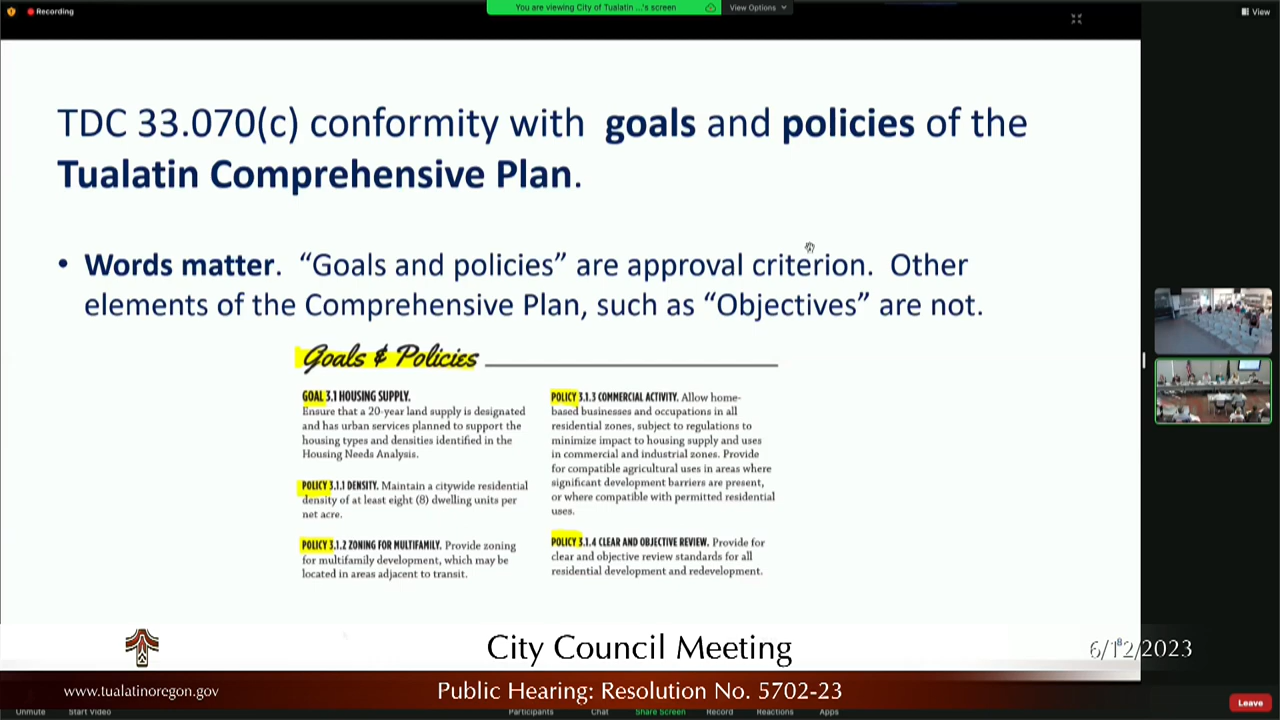 Recording
You are viewing City of Tualatin ...'s screen
View Options
View
TDC 33.070(c) conformity with goals and policies of the
Tualatin Comprehensive Plan.
• Words matter. “Goals and policies” are approval criterion. Other
elements of the Comprehensive Plan, such as “Objectives” are not.
Goals & Policies
GOAL 3.1 HOUSING SUPPLY.
Ensure that a 20-year land supply is designated
and has urban services planned to support the
housing types and densities identified in the
Housing Needs Analysis.
POLICY 3.1.1 DENSITY. Maintain a citywide residential
density of at least eight (8) dwelling units per
net acre.
POLICY 3.1.2 ZONING FOR MULTIFAMILY. Provide zoning
for multifamily development, which may be
located in areas adjacent to transit.
POLICY 3.1.3 COMMERCIAL ACTIVITY. Allow home-
based businesses and occupations in all
residential zones, subject to regulations to
minimize impact to housing supply and uses
in commercial and industrial zones. Provide
for compatible agricultural uses in areas where
significant development barriers are present,
or where compatible with permitted residential
uses.
POLICY 3.1.4 CLEAR AND OBJECTIVE REVIEW. Provide for
clear and objective review standards for all
residential development and redevelopment.
City Council Meeting
6/12/2023
8
www.tualatinoregon.gov
Public Hearing: Resolution No. 5702-23
Unmute
Start Video
Participants
Chat
Share Screen
Record
Reactions
Apps
Leave